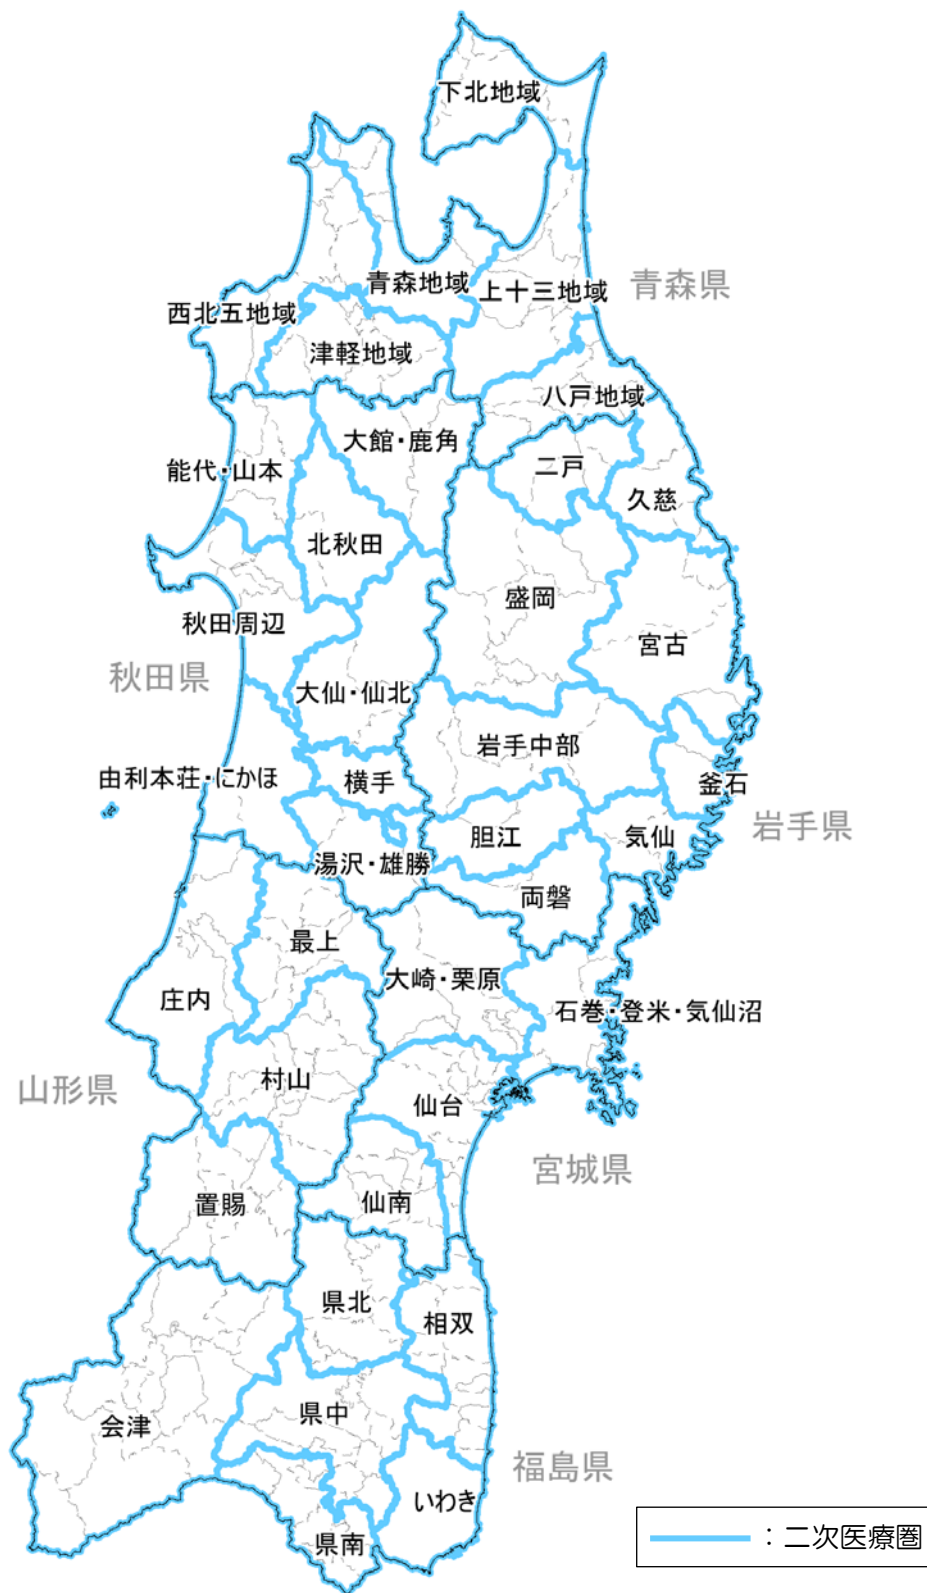 下北地域
青森県
青森地域
上十三地域
西北五地域
津軽地域
八戸地域
大館・鹿角
能代・山本
二戸
久慈
北秋田
盛岡
秋田周辺
宮古
秋田県
大仙・仙北
岩手中部
由利本荘・にかほ
横手
釜石
岩手県
胆江
気仙
湯沢・雄勝
両磐
最上
大崎・栗原
庄内
石巻・登米・気仙沼
村山
山形県
仙台
宮城県
置賜
仙南
県北
相双
会津
県中
福島県
いわき
県南
：二次医療圏